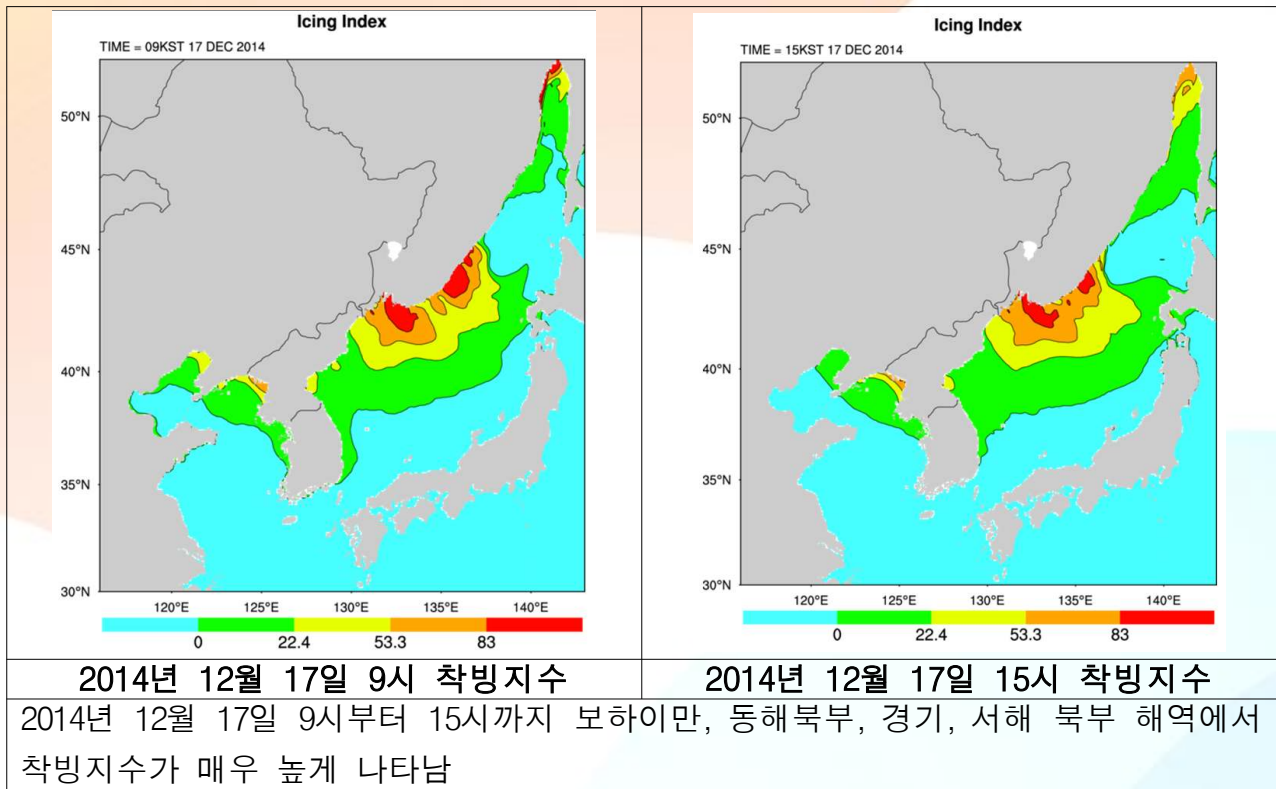 Icing Index
TIME = 09KST 17 DEC 2014
50°N
45°N
40°N
35°N
30°N
120°E 125°E 130°E 135°E 140°E
0 22.4 53.3 83
2014년 12월 17일 9시 착빙지수
Icing Index
TIME = 15KST 17 DEC 2014
50°N
45°N
40°N
35°N
30°N
120°E 125°E 130°E 135°E 140°E
0 22.4 53.3 83
2014년 12월 17일 15시 착빙지수
2014년 12월 17일 9시부터 15시까지 보하이만, 동해북부, 경기, 서해 북부 해역에서
착빙지수가 매우 높게 나타남